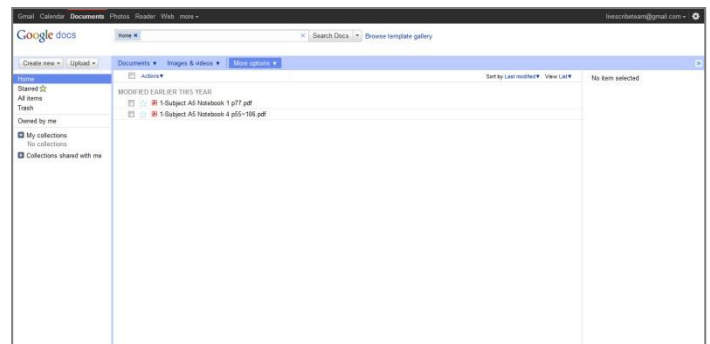 Gmail Calendar Documents Photos Reader Web more livescribeteam@gmail.com
Google docs Home × × Search Docs Browse template gallery
Create new Upload Documents Images & videos More options »
Home Actions Sort by Last modified View List No item selected
Starred
All items
Trash
Owned by me
My collections
No collections
Collections shared with me
MODIFIED EARLIER THIS YEAR
1-Subject A5 Notebook 1 p77.pdf
1-Subject A5 Notebook 4 p55~106.pdf